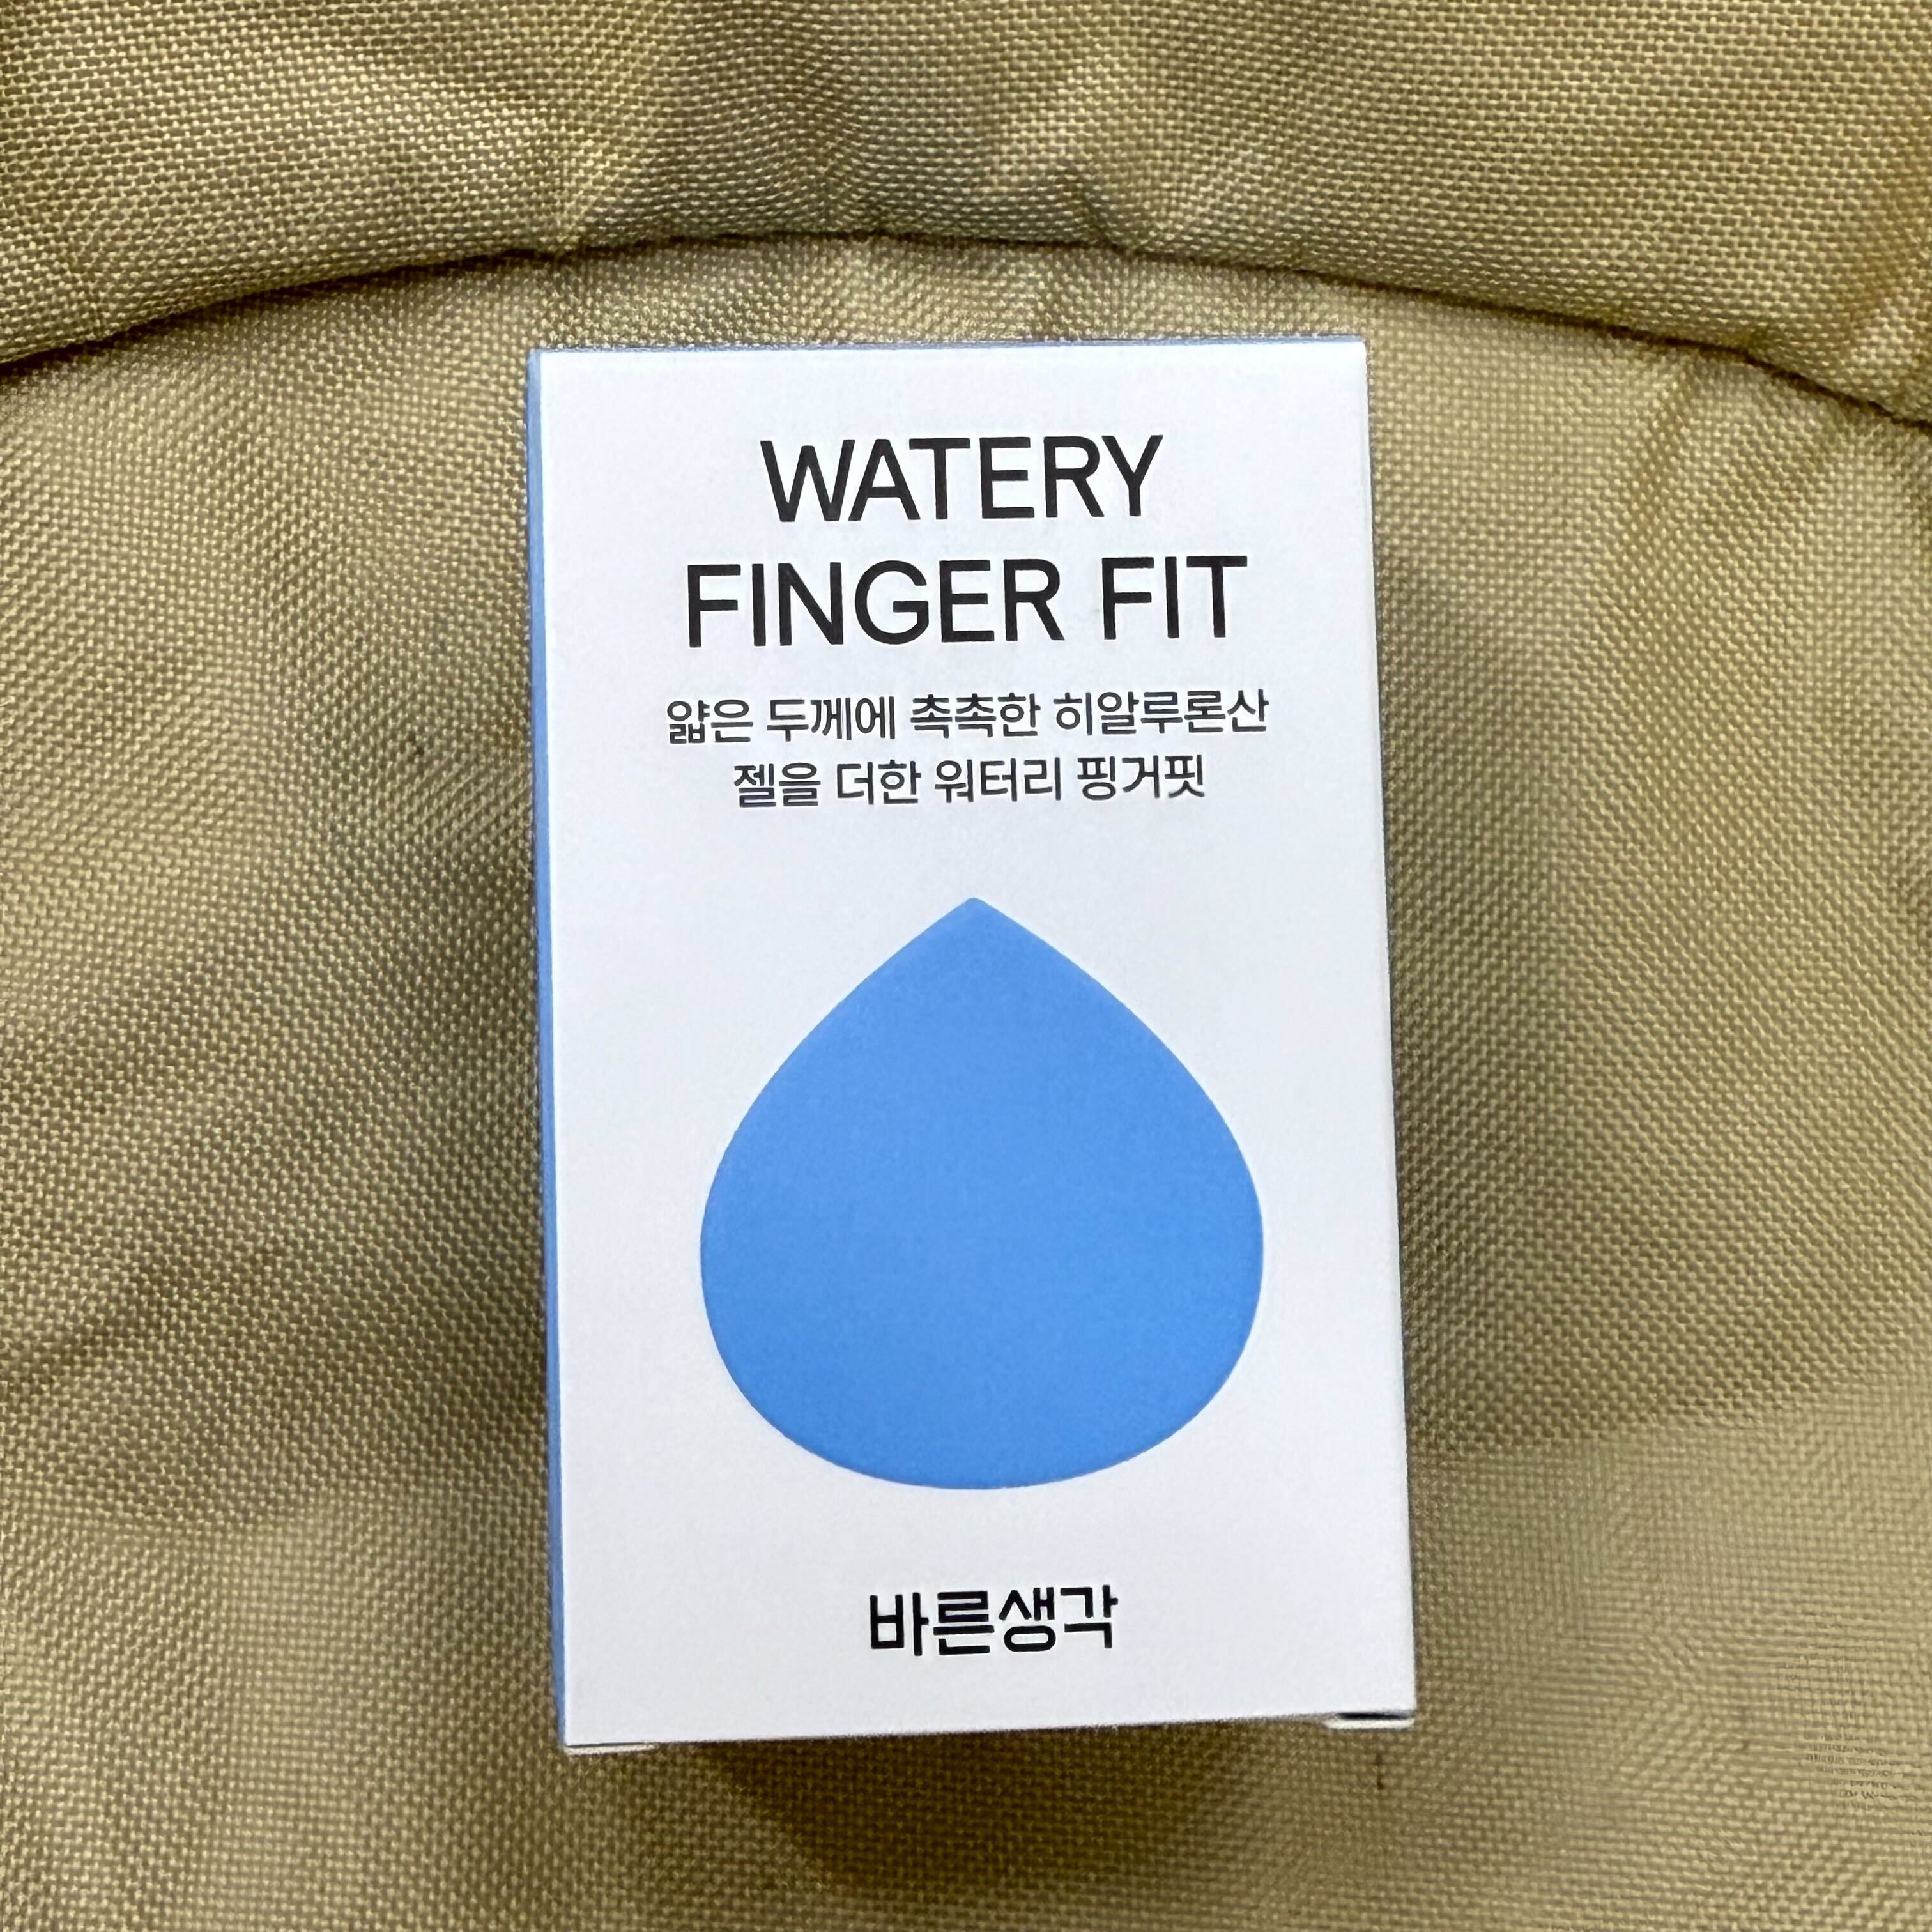 WATERY
FINGER FIT
얇은 두께에 촉촉한 히알루론산
젤을 더한 워터리 핑거핏
바른생각